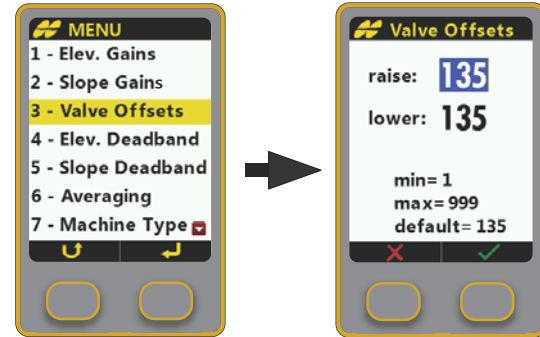 MENU
1 - Elev. Gains
2 - Slope Gains
3 - Valve Offsets
4 - Elev. Deadband
5 - Slope Deadband
6 - Averaging
7 - Machine Type
Valve Offsets
raise: 135
lower: 135
min= 1
max= 999
default= 135